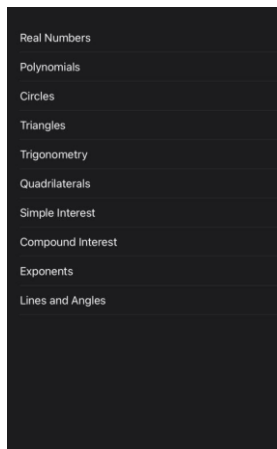 Real Numbers
Polynomials
Circles
Triangles
Trigonometry
Quadrilaterals
Simple Interest
Compound Interest
Exponents
Lines and Angles